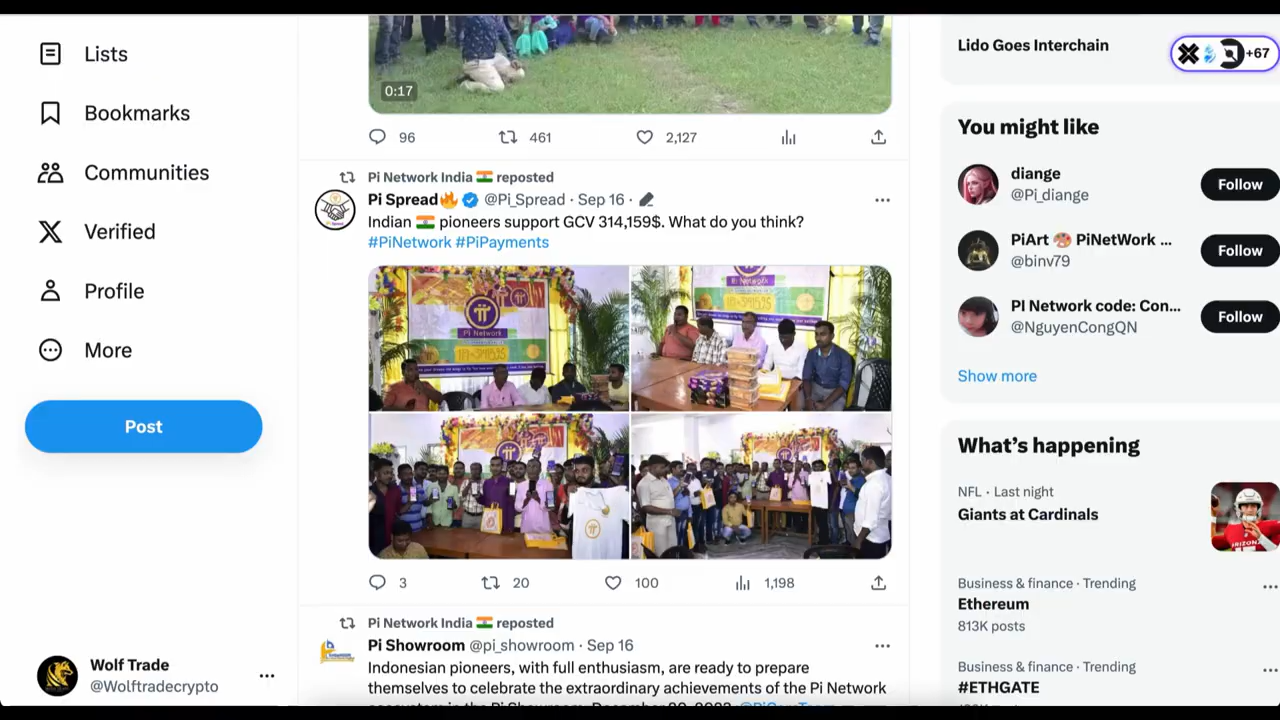 Lists
Bookmarks
Communities
Verified
Profile
More
Post
Wolf Trade
@Wolftradecrypto
0:17
96 461 2,127
Pi Network India 🇮🇳 reposted
Pi Spread🔥 @Pi_Spread · Sep 16 ·
Indian 🇮🇳 pioneers support GCV 314,159$. What do you think?
#PiNetwork #PiPayments
Pi Network
3 20 100 1,198
Pi Network India 🇮🇳 reposted
Pi Showroom @pi_showroom · Sep 16
Indonesian pioneers, with full enthusiasm, are ready to prepare
themselves to celebrate the extraordinary achievements of the Pi Network
Lido Goes Interchain
+67
You might like
diange
@Pi_diange
Follow
PiArt 🎨 PiNetWork ...
@binv79
Follow
PI Network code: Con...
@NguyenCongQN
Follow
Show more
What's happening
NFL · Last night
Giants at Cardinals
Business & finance · Trending
Ethereum
813K posts
Business & finance · Trending
#ETHGATE